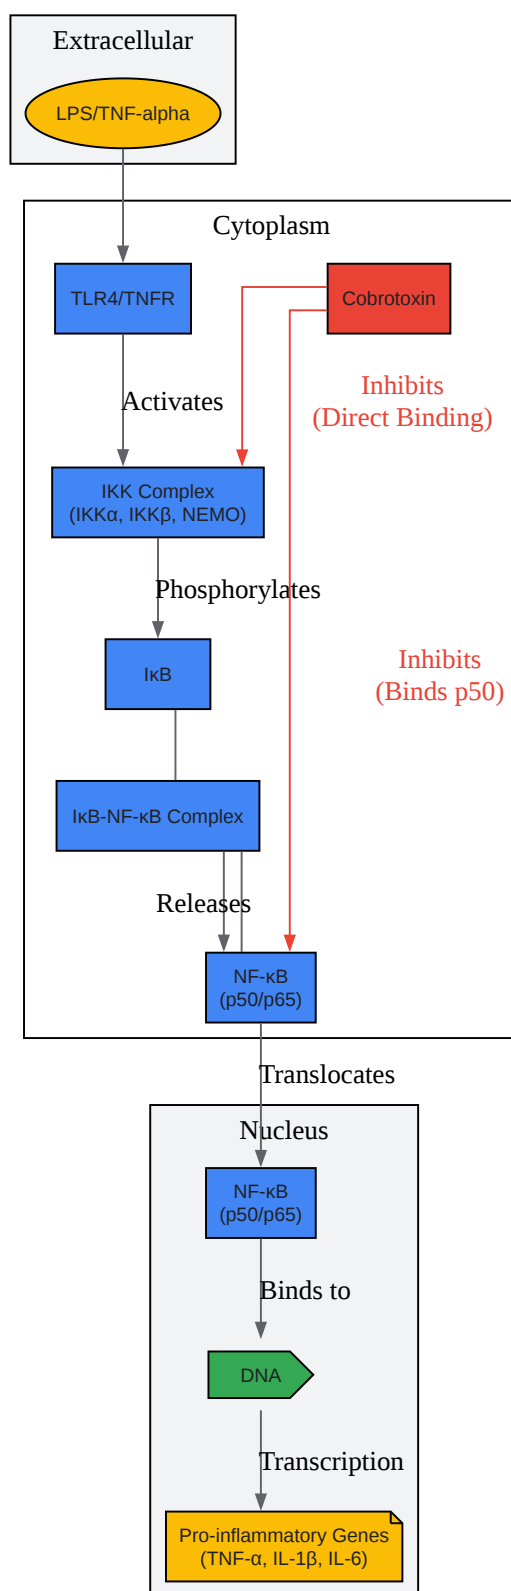 Extracellular
LPS/TNF-alpha
Cytoplasm
TLR4/TNFR
Cobrotoxin
Activates
Inhibits
(Direct Binding)
IKK Complex
(IKKα, IKKβ, NEMO)
Phosphorylates
IκB
Inhibits
(Binds p50)
IκB-NF-κB Complex
Releases
NF-κB
(p50/p65)
Translocates
Nucleus
NF-κB
(p50/p65)
Binds to
DNA
Transcription
Pro-inflammatory Genes
(TNF-α, IL-1β, IL-6)